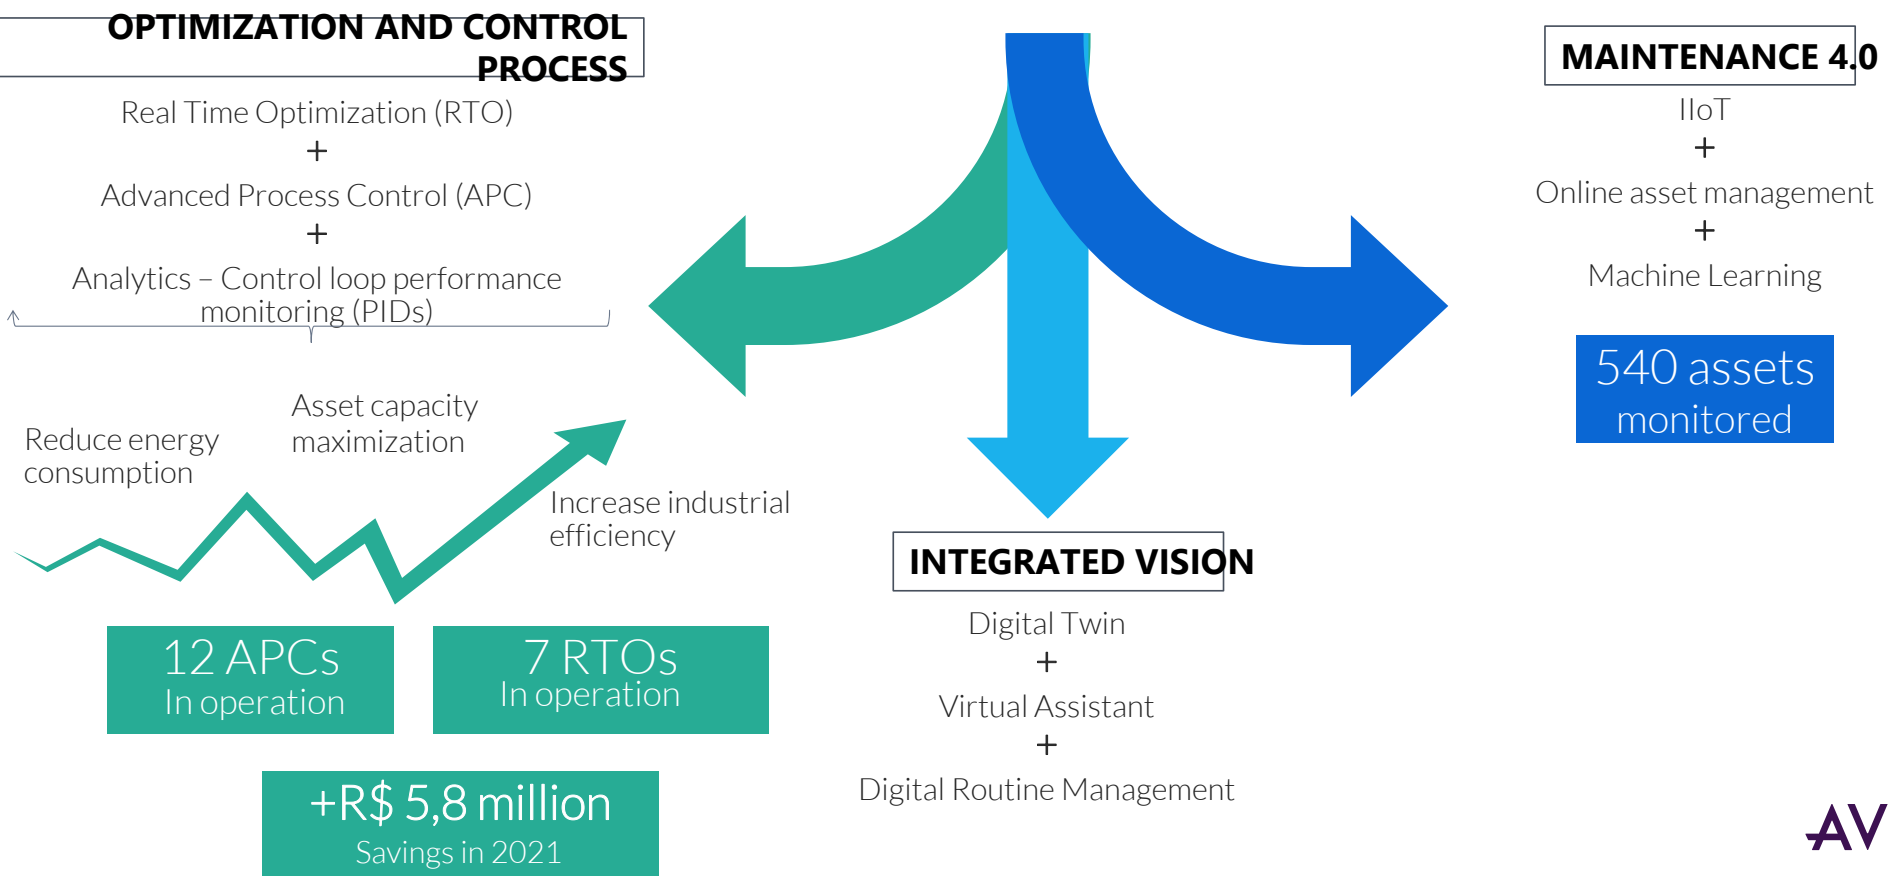 OPTIMIZATION AND CONTROL
PROCESS
Real Time Optimization (RTO)
+
Advanced Process Control (APC)
+
Analytics – Control loop performance
monitoring (PIDs)
Reduce energy
consumption
Asset capacity
maximization
Increase industrial
efficiency
12 APCs
In operation
7 RTOs
In operation
+R$ 5,8 million
Savings in 2021
INTEGRATED VISION
Digital Twin
+
Virtual Assistant
+
Digital Routine Management
MAINTENANCE 4.0
IIoT
+
Online asset management
+
Machine Learning
540 assets
monitored
AV